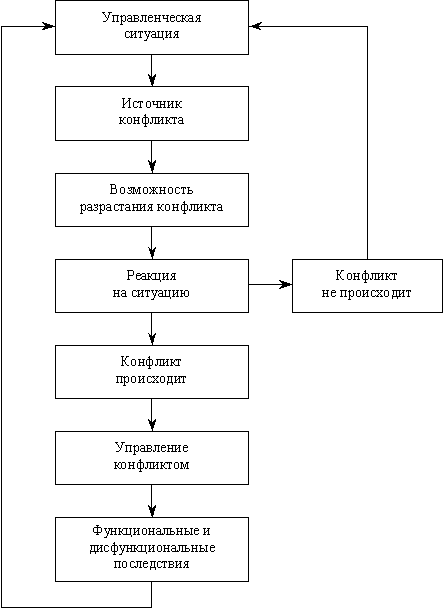 Управленческая
ситуация
Источник
конфликта
Возможность
разрастания конфликта
Реакция
на ситуацию
Конфликт
не происходит
Конфликт
происходит
Управление
конфликтом
Функциональные и
дисфункциональные
последствия